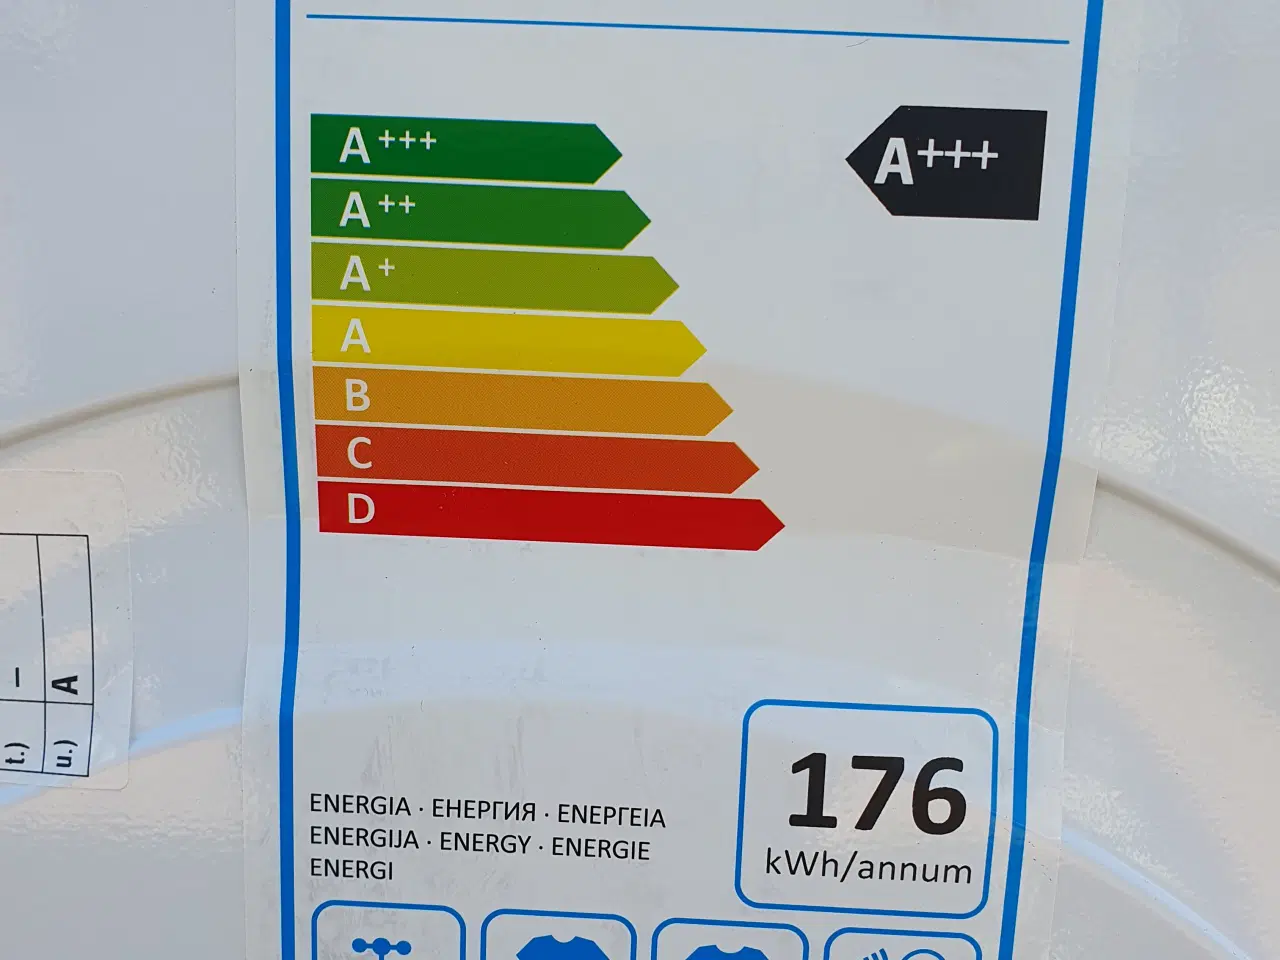 A+++
A+++
A++
A+
A
B
C
D
176
kWh/annum
ENERGIA · ЕНЕРГИЯ · ΕΝΕΡΓΕΙΑ
ENERGIJA · ENERGY · ENERGIE
ENERGI
t.) –
u.) A